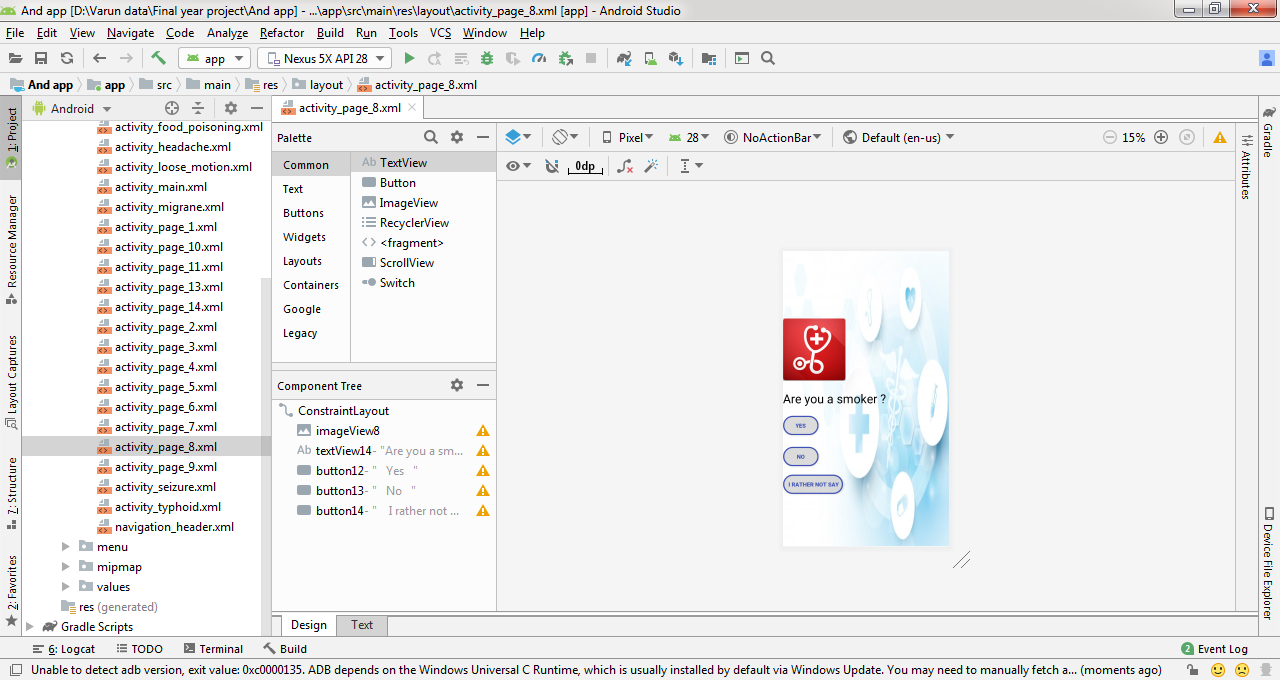 And app [D:\Varun data\Final year project\And app] - ...\app\src\main\res\layout\activity_page_8.xml [app] - Android Studio
File Edit View Navigate Code Analyze Refactor Build Run Tools VCS Window Help
app Nexus 5X API 28
And app app src main res layout activity_page_8.xml
1: Project
Resource Manager
Layout Captures
Z: Structure
2: Favorites
Android
activity_food_poisoning.xml
activity_headache.xml
activity_loose_motion.xml
activity_main.xml
activity_migrane.xml
activity_page_1.xml
activity_page_10.xml
activity_page_11.xml
activity_page_13.xml
activity_page_14.xml
activity_page_2.xml
activity_page_3.xml
activity_page_4.xml
activity_page_5.xml
activity_page_6.xml
activity_page_7.xml
activity_page_8.xml
activity_page_9.xml
activity_seizure.xml
activity_typhoid.xml
navigation_header.xml
menu
mipmap
values
res (generated)
Gradle Scripts
activity_page_8.xml
Palette
Common
Text
Buttons
Widgets
Layouts
Containers
Google
Legacy
Ab TextView
Button
ImageView
RecyclerView
<fragment>
ScrollView
Switch
Component Tree
ConstraintLayout
imageView8
Ab textView14- "Are you a sm...
button12- " Yes "
button13- " No "
button14- " I rather not ...
Pixel 28 NoActionBar Default (en-us) 15%
0dp
Are you a smoker ?
YES
NO
I RATHER NOT SAY
Design Text
Gradle
Attributes
Device File Explorer
6: Logcat TODO Terminal Build 2 Event Log
Unable to detect adb version, exit value: 0xc0000135. ADB depends on the Windows Universal C Runtime, which is usually installed by default via Windows Update. You may need to manually fetch a... (moments ago)